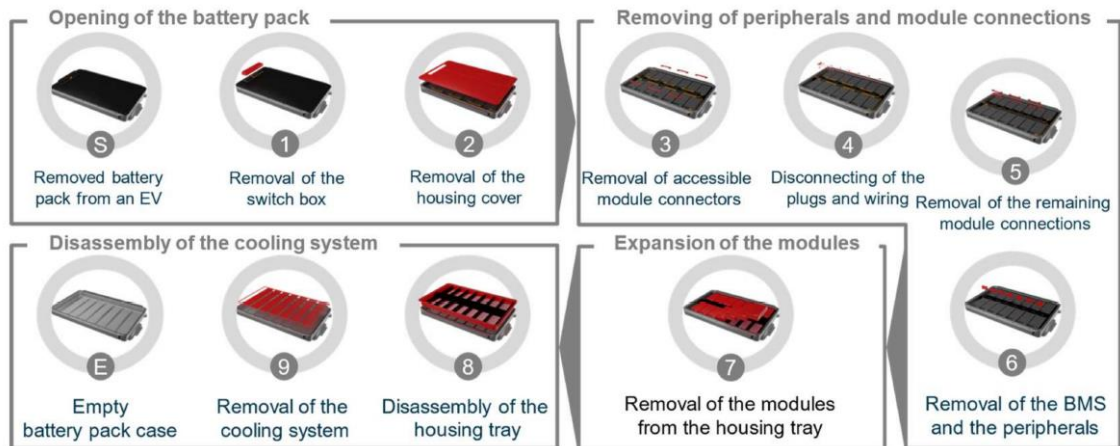 Opening of the battery pack
S
Removed battery
pack from an EV
1
Removal of the
switch box
2
Removal of the
housing cover
Removing of peripherals and module connections
3
Removal of accessible
module connectors
4
Disconnecting of the
plugs and wiring
5
Removal of the remaining
module connections
6
Removal of the BMS
and the peripherals
Expansion of the modules
7
Removal of the modules
from the housing tray
Disassembly of the cooling system
8
Disassembly of the
housing tray
9
Removal of the
cooling system
E
Empty
battery pack case